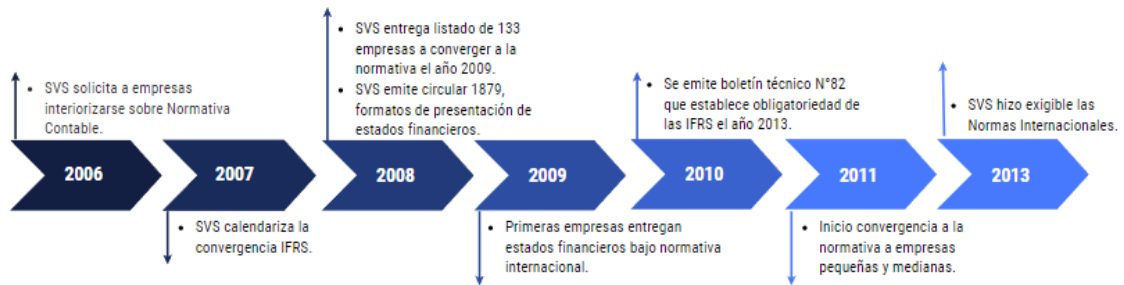 • SVS solicita a empresas
interiorizarse sobre Normativa
Contable.
2006
2007
• SVS calendariza la
convergencia IFRS.
• SVS entrega listado de 133
empresas a converger a la
normativa el año 2009.
• SVS emite circular 1879,
formatos de presentación de
estados financieros.
2008
2009
• Primeras empresas entregan
estados financieros bajo normativa
internacional.
• Se emite boletín técnico N°82
que establece obligatoriedad de
las IFRS el año 2013.
2010
2011
• Inicio convergencia a la
normativa a empresas
pequeñas y medianas.
• SVS hizo exigible las
Normas Internacionales.
2013